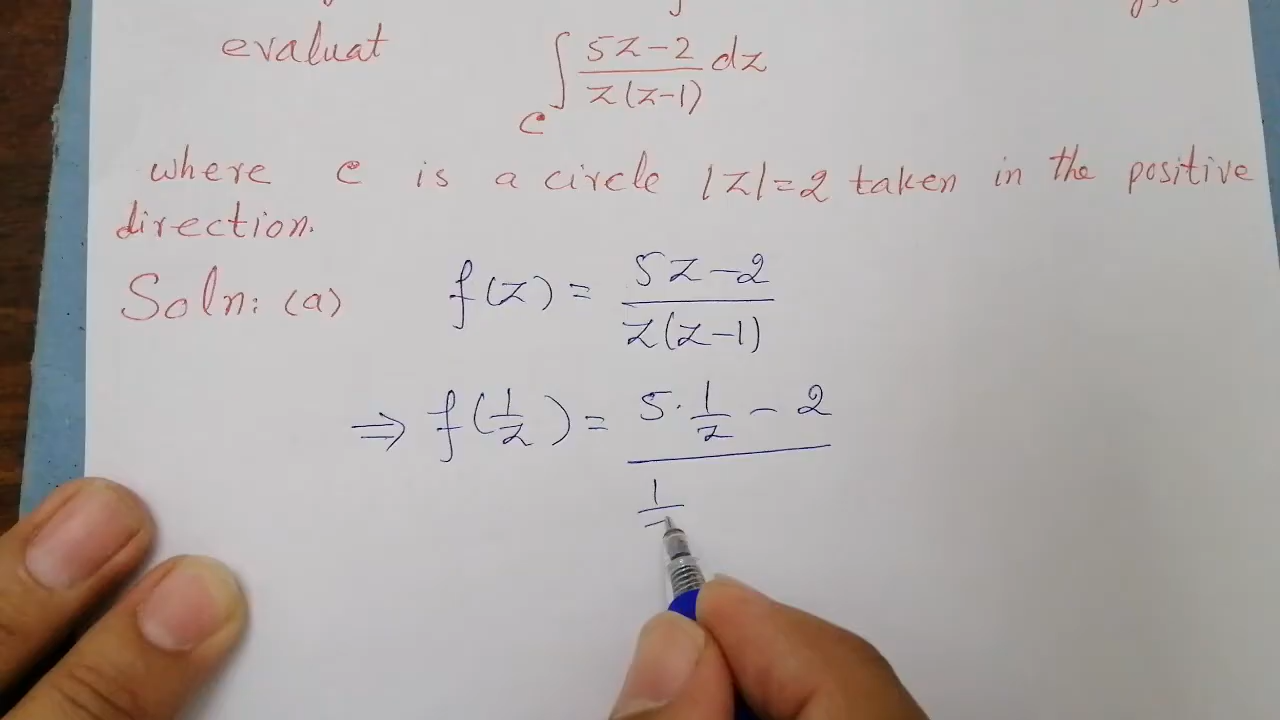 evaluat ∫_C (5z-2)/(z(z-1)) dz
where C is a circle |z|=2 taken in the positive
direction.
Soln: (a) f(z) = (5z-2)/(z(z-1))
⇒ f(1/z) = (5·1/z - 2)/
1